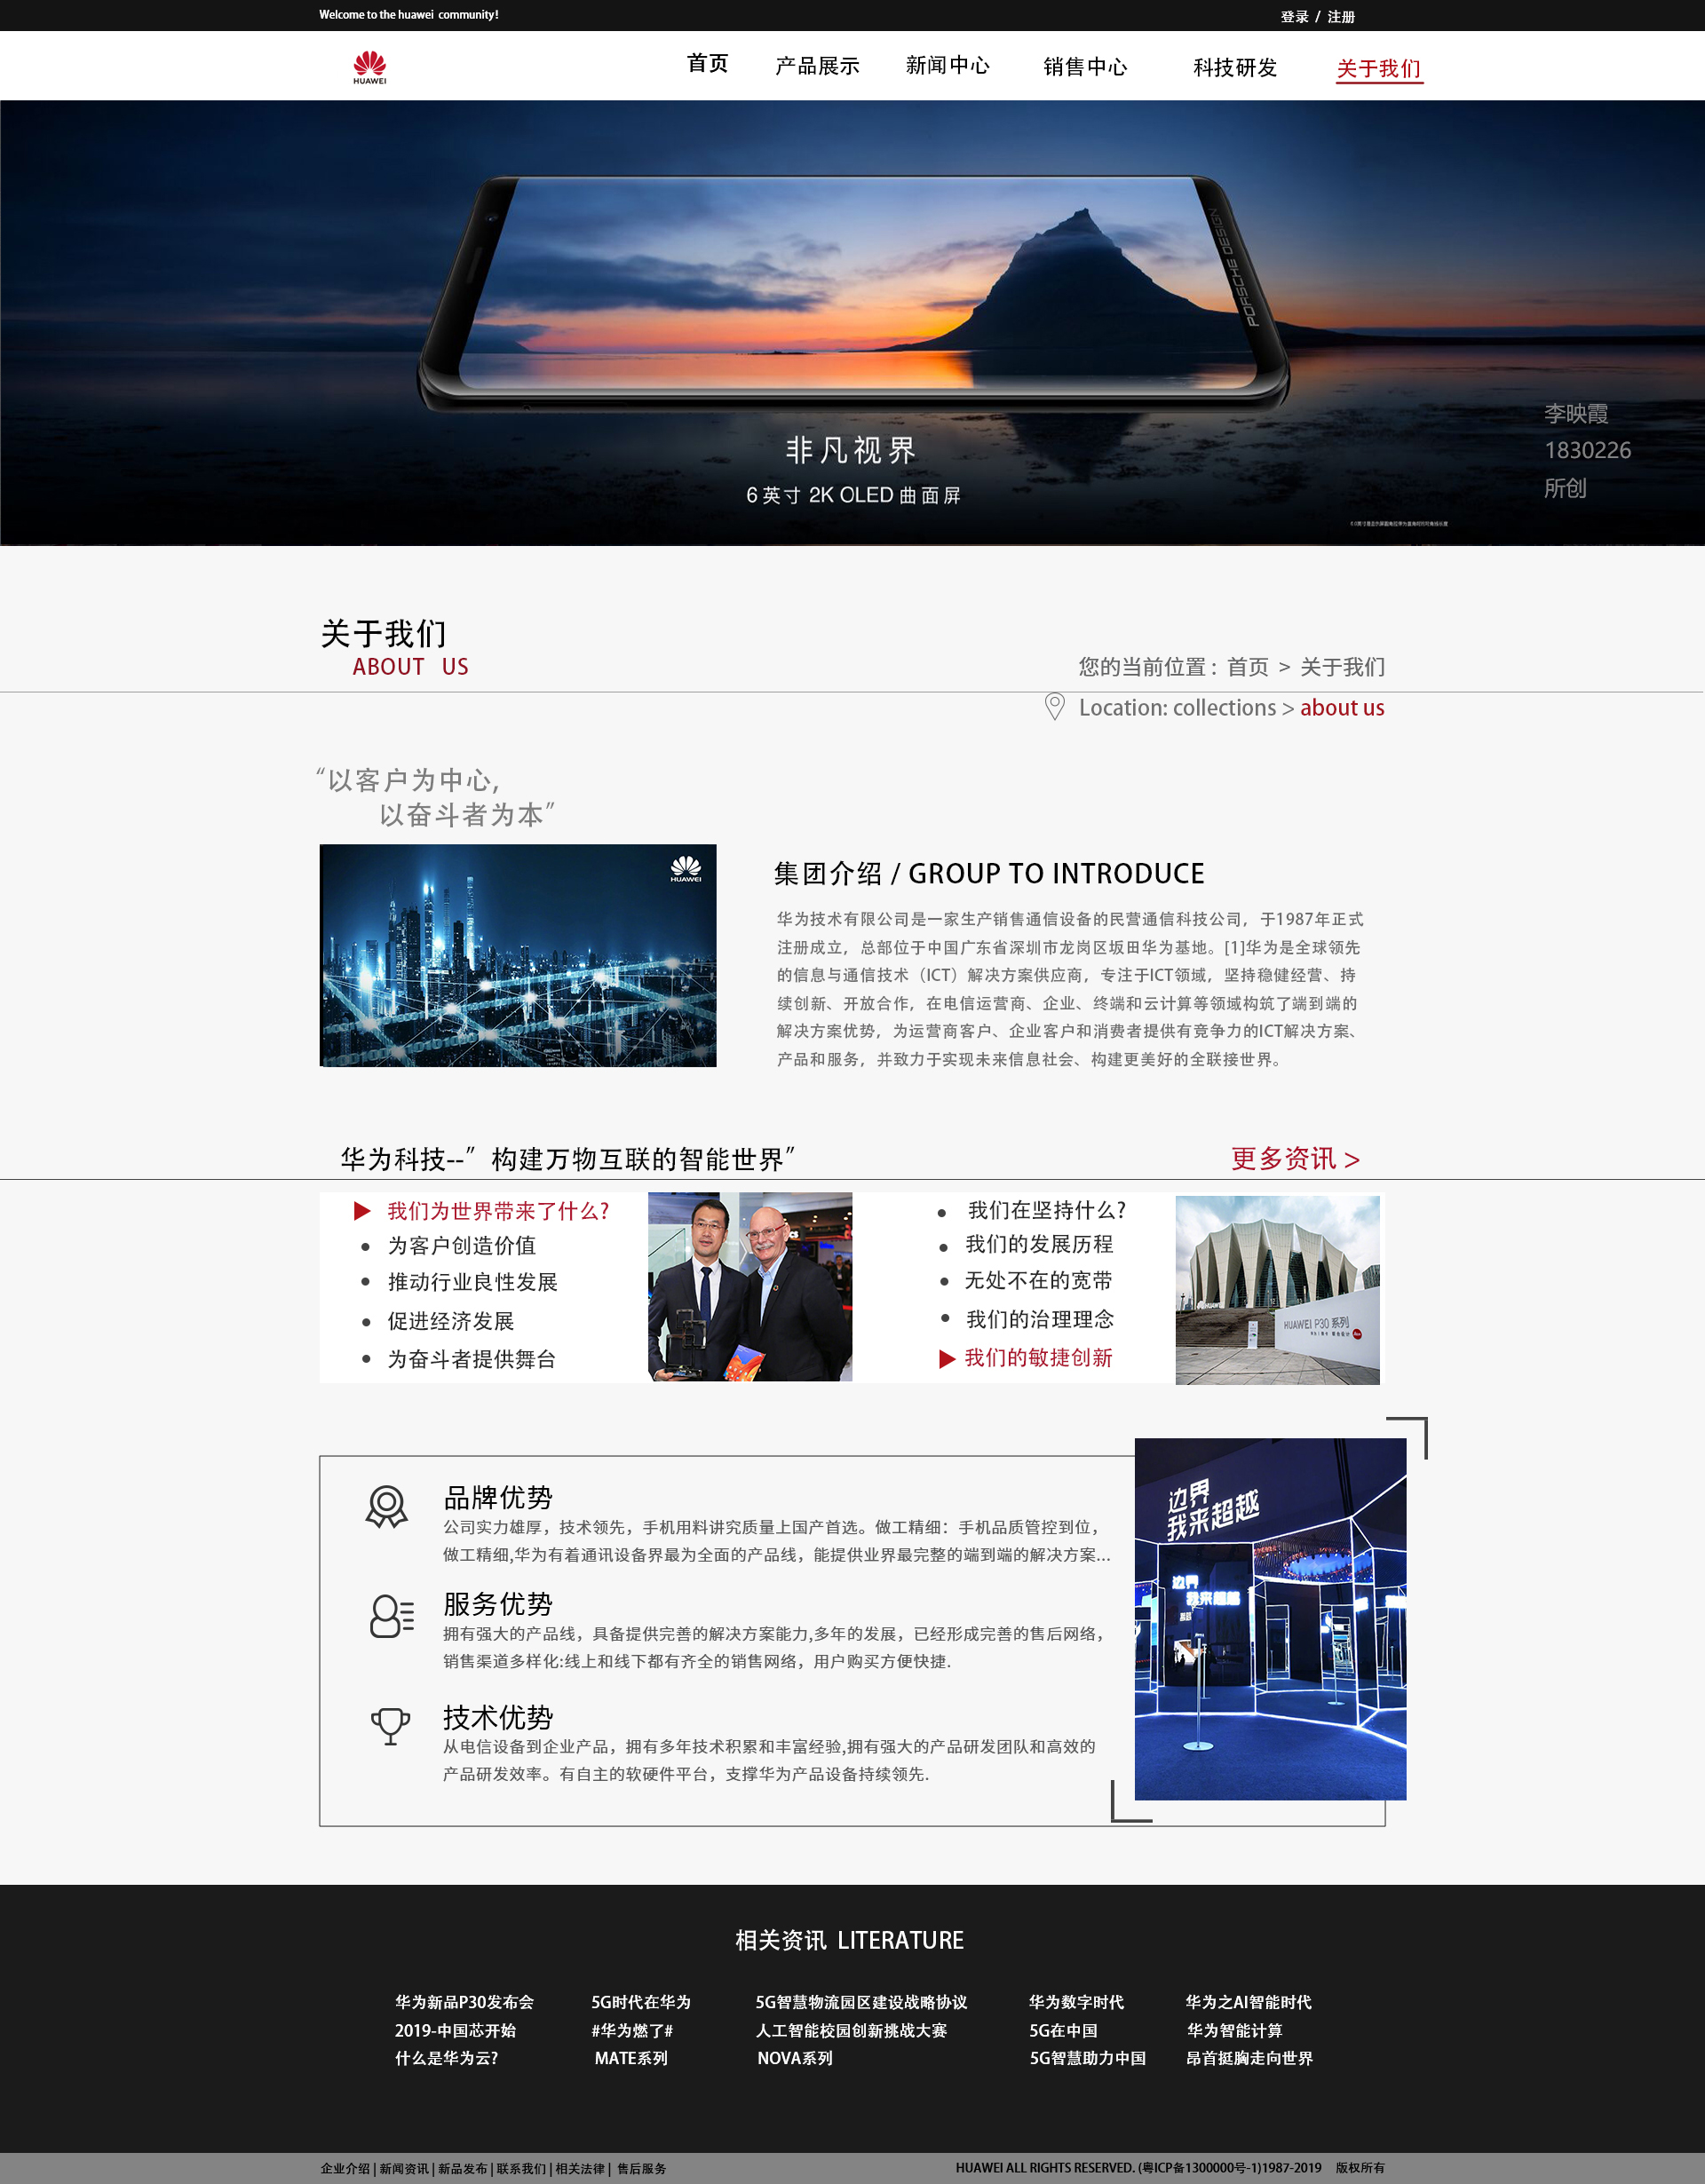 Welcome to the huawei community!
登录 / 注册
HUAWEI
首页 产品展示 新闻中心 销售中心 科技研发 关于我们
PORSCHE DESIGN
非凡视界
6 英寸 2K OLED 曲面屏
李映霞
1830226
所创
关于我们
ABOUT US
您的当前位置 : 首页 > 关于我们
Location: collections > about us
“以客户为中心,
以奋斗者为本”
HUAWEI
集团介绍 / GROUP TO INTRODUCE
华为技术有限公司是一家生产销售通信设备的民营通信科技公司，于1987年正式
注册成立，总部位于中国广东省深圳市龙岗区坂田华为基地。[1]华为是全球领先
的信息与通信技术（ICT）解决方案供应商，专注于ICT领域，坚持稳健经营、持
续创新、开放合作，在电信运营商、企业、终端和云计算等领域构筑了端到端的
解决方案优势，为运营商客户、企业客户和消费者提供有竞争力的ICT解决方案、
产品和服务，并致力于实现未来信息社会、构建更美好的全联接世界。
华为科技--”构建万物互联的智能世界”
更多资讯 >
我们为世界带来了什么?
为客户创造价值
推动行业良性发展
促进经济发展
为奋斗者提供舞台
我们在坚持什么?
我们的发展历程
无处不在的宽带
我们的治理理念
我们的敏捷创新
HUAWEI P30 系列
品牌优势
公司实力雄厚，技术领先，手机用料讲究质量上国产首选。做工精细：手机品质管控到位，
做工精细,华为有着通讯设备界最为全面的产品线，能提供业界最完整的端到端的解决方案...
服务优势
拥有强大的产品线，具备提供完善的解决方案能力,多年的发展，已经形成完善的售后网络，
销售渠道多样化:线上和线下都有齐全的销售网络，用户购买方便快捷.
技术优势
从电信设备到企业产品，拥有多年技术积累和丰富经验,拥有强大的产品研发团队和高效的
产品研发效率。有自主的软硬件平台，支撑华为产品设备持续领先.
边界
我来超越
边界
我来超越
相关资讯 LITERATURE
华为新品P30发布会 5G时代在华为 5G智慧物流园区建设战略协议 华为数字时代 华为之AI智能时代
2019-中国芯开始 #华为燃了# 人工智能校园创新挑战大赛 5G在中国 华为智能计算
什么是华为云? MATE系列 NOVA系列 5G智慧助力中国 昂首挺胸走向世界
企业介绍 | 新闻资讯 | 新品发布 | 联系我们 | 相关法律 | 售后服务
HUAWEI ALL RIGHTS RESERVED. (粤ICP备1300000号-1)1987-2019 版权所有